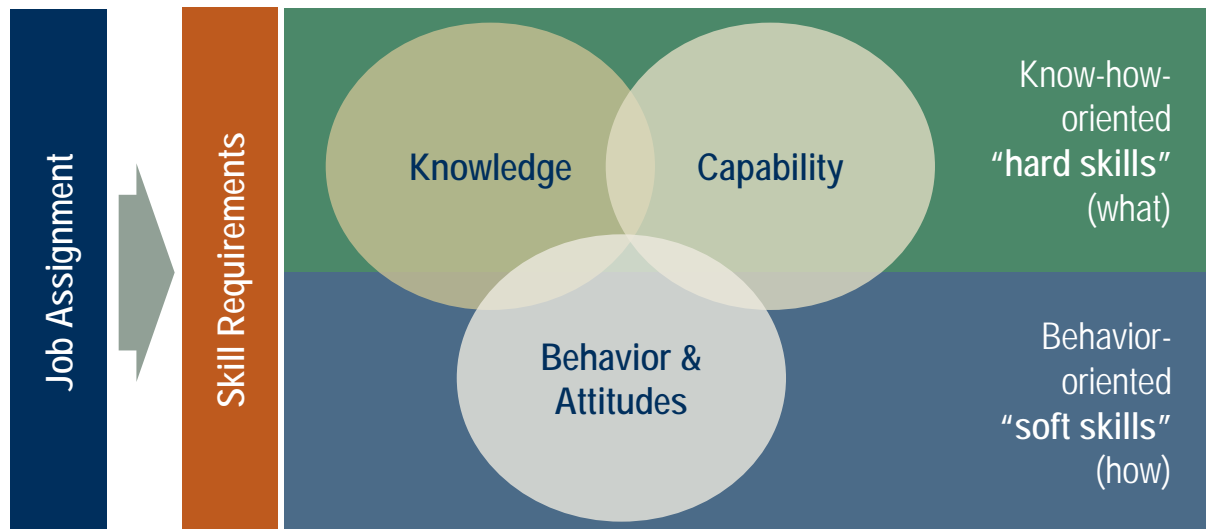 Job Assignment
Skill Requirements
Knowledge
Capability
Behavior &
Attitudes
Know-how-
oriented
“hard skills”
(what)
Behavior-
oriented
“soft skills”
(how)